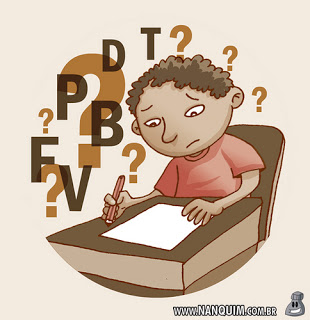 D T ?
? P B ?
? F V ?
? ?
WWW.NANQUIM.COM.BR